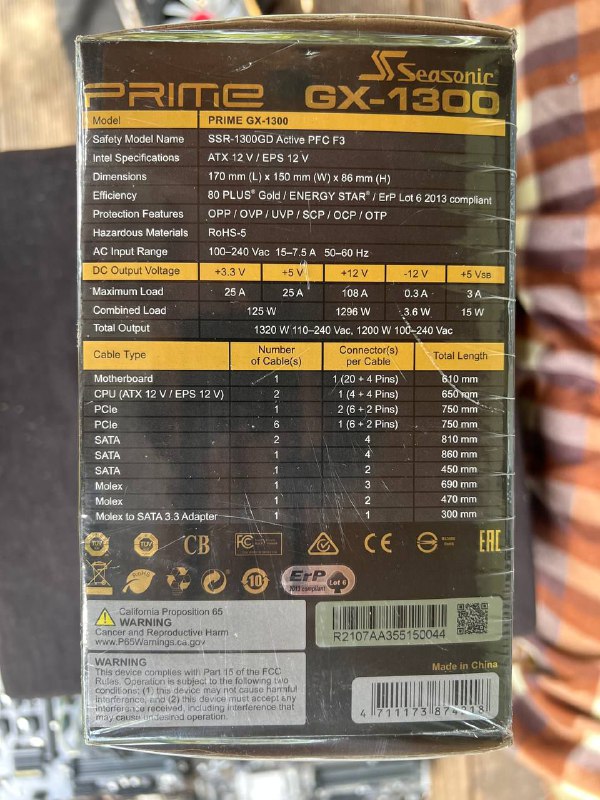 Seasonic
PRIME GX-1300
Model PRIME GX-1300
Safety Model Name SSR-1300GD Active PFC F3
Intel Specifications ATX 12 V / EPS 12 V
Dimensions 170 mm (L) x 150 mm (W) x 86 mm (H)
Efficiency 80 PLUS® Gold / ENERGY STAR® / ErP Lot 6 2013 compliant
Protection Features OPP / OVP / UVP / SCP / OCP / OTP
Hazardous Materials RoHS-5
AC Input Range 100–240 Vac 15–7.5 A 50–60 Hz
DC Output Voltage +3.3 V +5 V +12 V -12 V +5 VSB
Maximum Load 25 A 25 A 108 A 0.3 A 3 A
Combined Load 125 W 1296 W 3.6 W 15 W
Total Output 1320 W 110–240 Vac, 1200 W 100–240 Vac
Cable Type Number of Cable(s) Connector(s) per Cable Total Length
Motherboard 1 1 (20 + 4 Pins) 610 mm
CPU (ATX 12 V / EPS 12 V) 2 1 (4 + 4 Pins) 650 mm
PCIe 1 2 (6 + 2 Pins) 750 mm
PCIe 6 1 (6 + 2 Pins) 750 mm
SATA 2 4 810 mm
SATA 1 4 860 mm
SATA 1 2 450 mm
Molex 1 3 690 mm
Molex 1 2 470 mm
Molex to SATA 3.3 Adapter 1 1 300 mm
TÜV TÜV CB FC CE EAC
RoHS 10 ErP Lot 6
2013 compliant
California Proposition 65
WARNING
Cancer and Reproductive Harm
www.P65Warnings.ca.gov
R2107AA355150044
WARNING
This device complies with Part 15 of the FCC
Rules. Operation is subject to the following two
conditions: (1) this device may not cause harmful
interference, and (2) this device must accept any
interference received, including interference that
may cause undesired operation.
Made in China
4 711173 874218